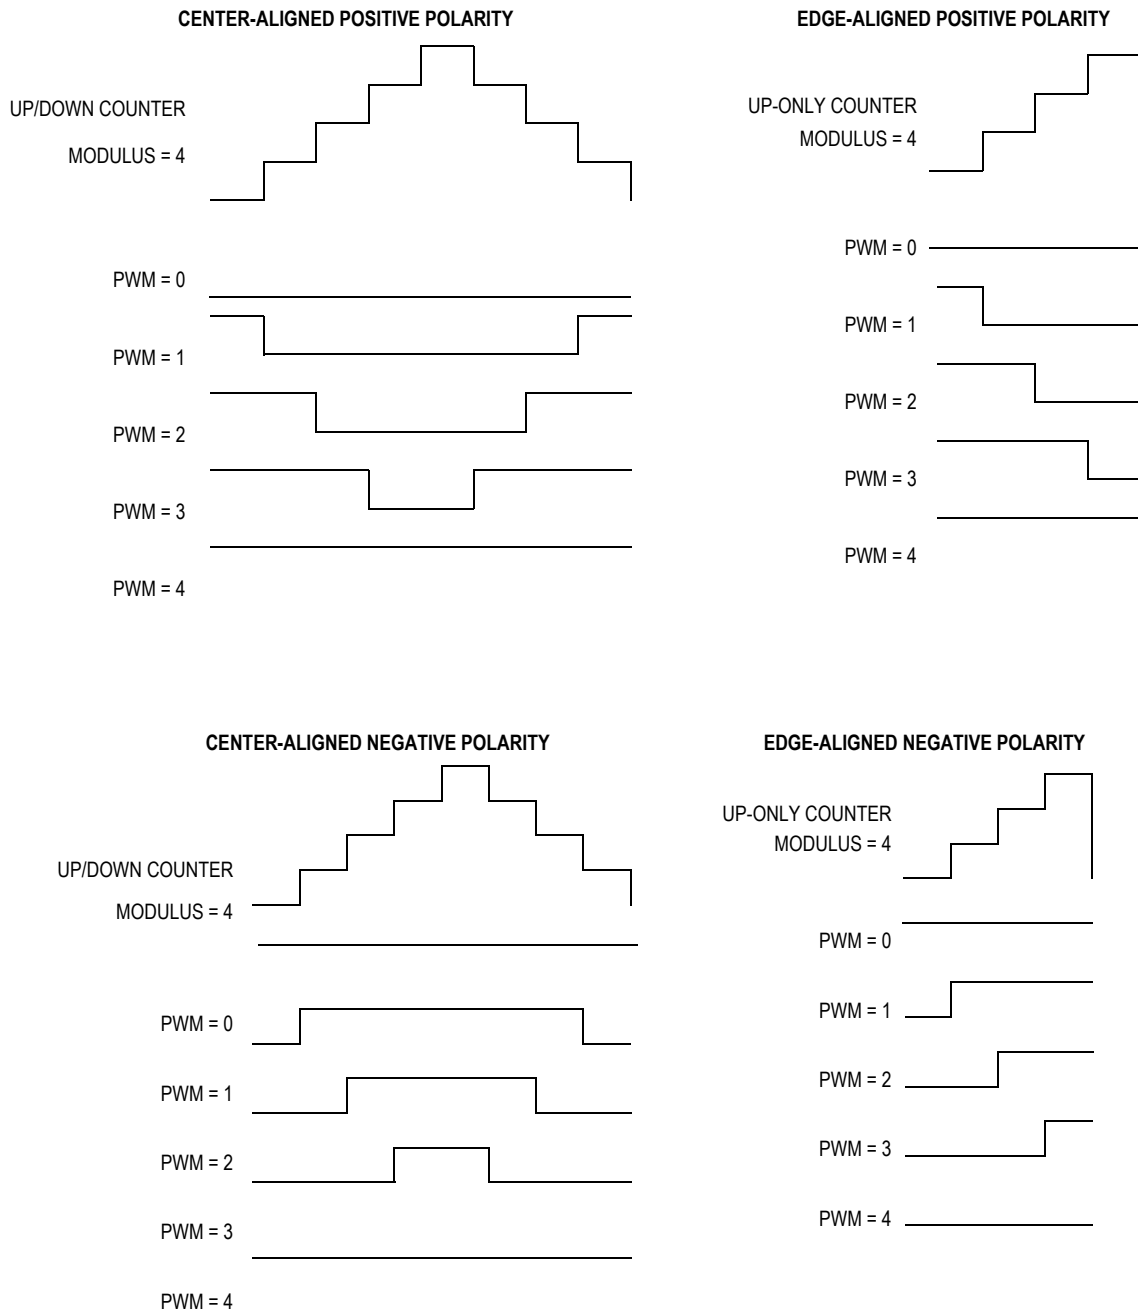 CENTER-ALIGNED POSITIVE POLARITY
UP/DOWN COUNTER
MODULUS = 4
PWM = 0
PWM = 1
PWM = 2
PWM = 3
PWM = 4
EDGE-ALIGNED POSITIVE POLARITY
UP-ONLY COUNTER
MODULUS = 4
PWM = 0
PWM = 1
PWM = 2
PWM = 3
PWM = 4
CENTER-ALIGNED NEGATIVE POLARITY
UP/DOWN COUNTER
MODULUS = 4
PWM = 0
PWM = 1
PWM = 2
PWM = 3
PWM = 4
EDGE-ALIGNED NEGATIVE POLARITY
UP-ONLY COUNTER
MODULUS = 4
PWM = 0
PWM = 1
PWM = 2
PWM = 3
PWM = 4